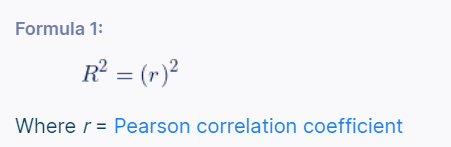 Formula 1:
R² = (r)²
Where r = Pearson correlation coefficient